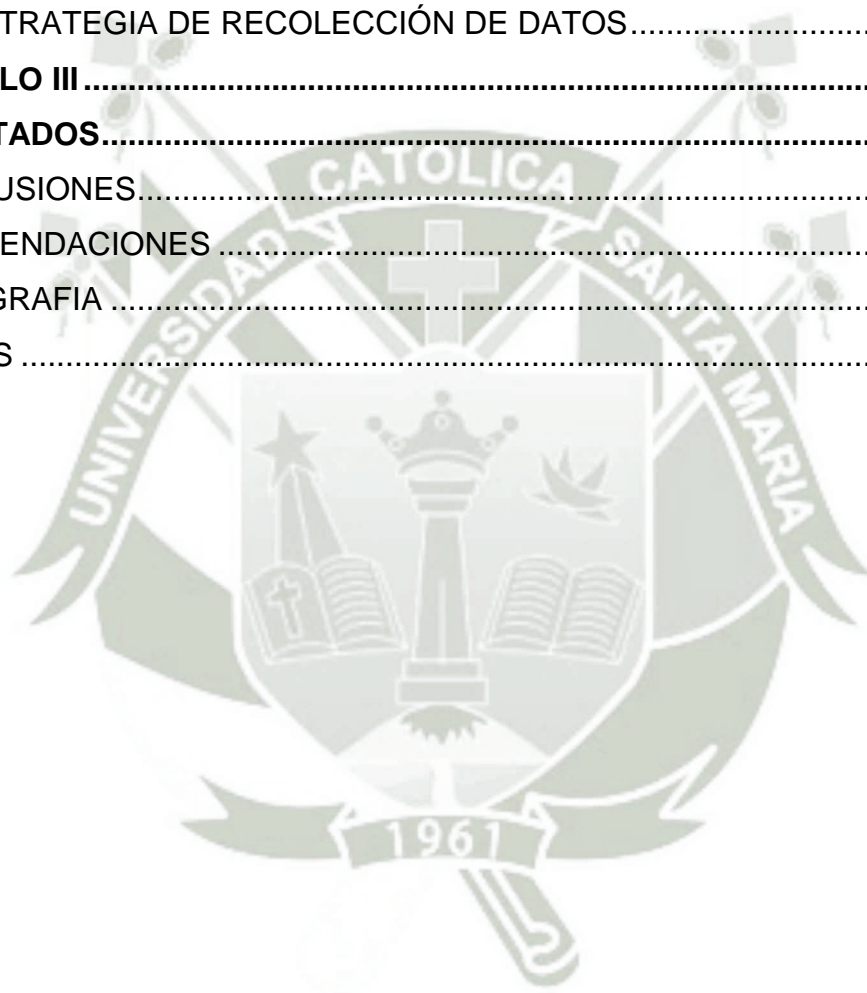 TRATEGIA DE RECOLECCIÓN DE DATOS
LO III
TADOS
USIONES
ENDACIONES
GRAFIA
S
UNIVERSIDAD CATOLICA SANTA MARIA
1961